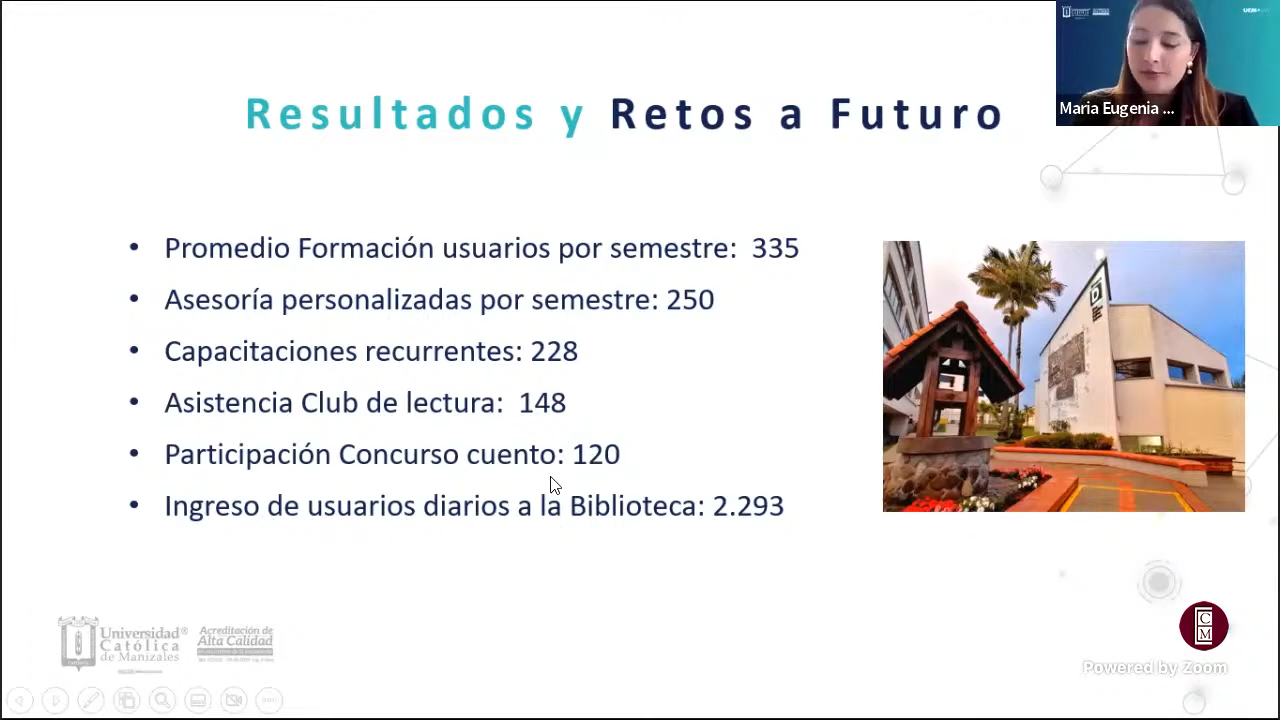 Resultados y Retos a Futuro
Maria Eugenia ...
• Promedio Formación usuarios por semestre: 335
• Asesoría personalizadas por semestre: 250
• Capacitaciones recurrentes: 228
• Asistencia Club de lectura: 148
• Participación Concurso cuento: 120
• Ingreso de usuarios diarios a la Biblioteca: 2.293
Universidad®
Católica
de Manizales
Acreditación de
Alta Calidad
C
M
Powered by Zoom